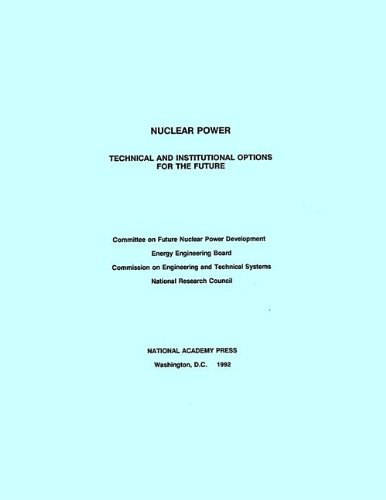 NUCLEAR POWER
TECHNICAL AND INSTITUTIONAL OPTIONS
FOR THE FUTURE
Committee on Future Nuclear Power Development
Energy Engineering Board
Commission on Engineering and Technical Systems
National Research Council
NATIONAL ACADEMY PRESS
Washington, D.C. 1992